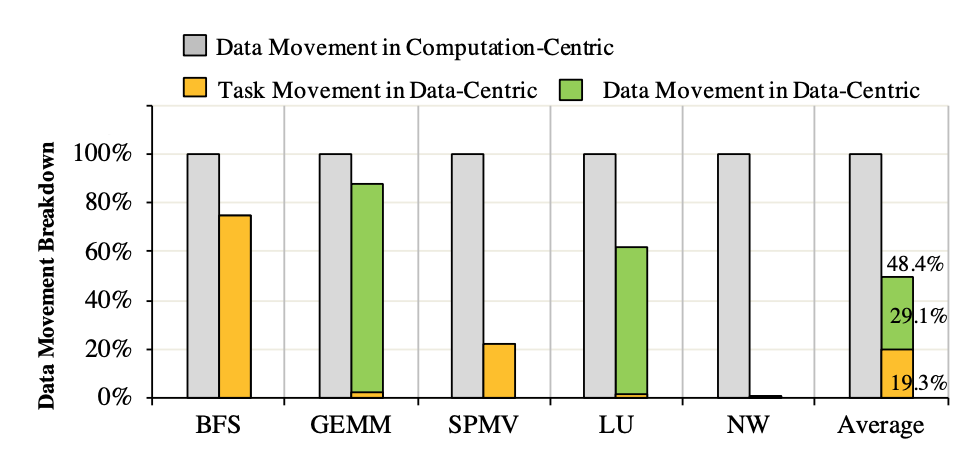 Data Movement in Computation-Centric
Task Movement in Data-Centric
Data Movement in Data-Centric
Data Movement Breakdown
100%
80%
60%
40%
20%
0%
48.4%
29.1%
19.3%
BFS
GEMM
SPMV
LU
NW
Average